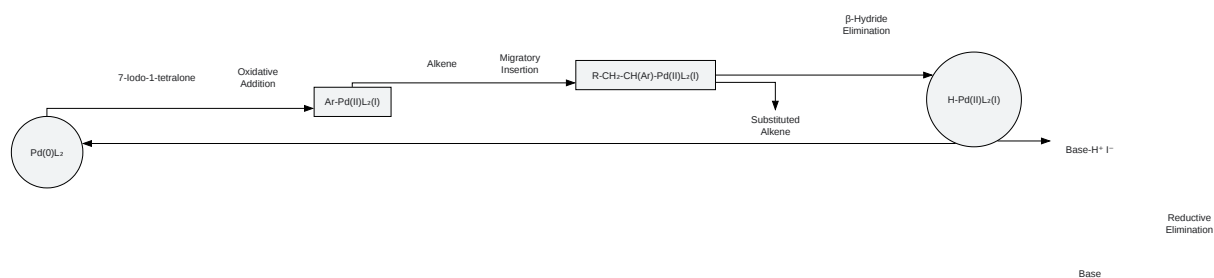 β-Hydride
Elimination
Migratory
Insertion
Alkene
7-Iodo-1-tetralone
Oxidative
Addition
R-CH₂-CH(Ar)-Pd(II)L₂(I)
Ar-Pd(II)L₂(I)
H-Pd(II)L₂(I)
Substituted
Alkene
Pd(0)L₂
Base-H⁺ I⁻
Reductive
Elimination
Base